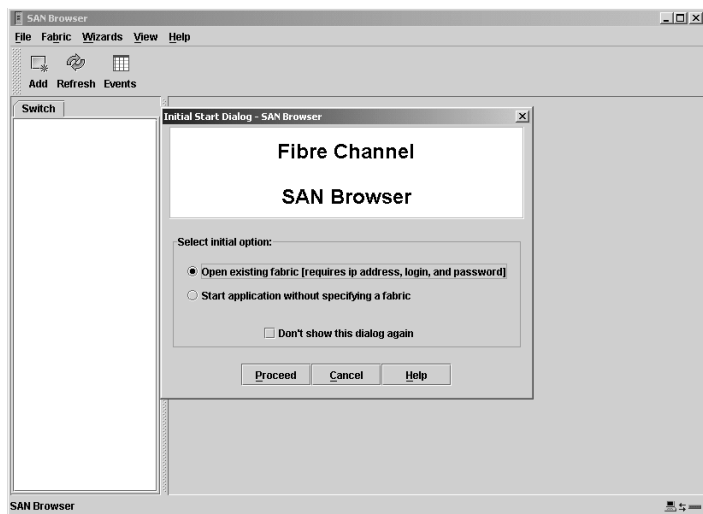 SAN Browser
File Fabric Wizards View Help
Add Refresh Events
Switch
Initial Start Dialog - SAN Browser
Fibre Channel
SAN Browser
Select initial option:
Open existing fabric [requires ip address, login, and password]
Start application without specifying a fabric
Don't show this dialog again
Proceed Cancel Help
SAN Browser